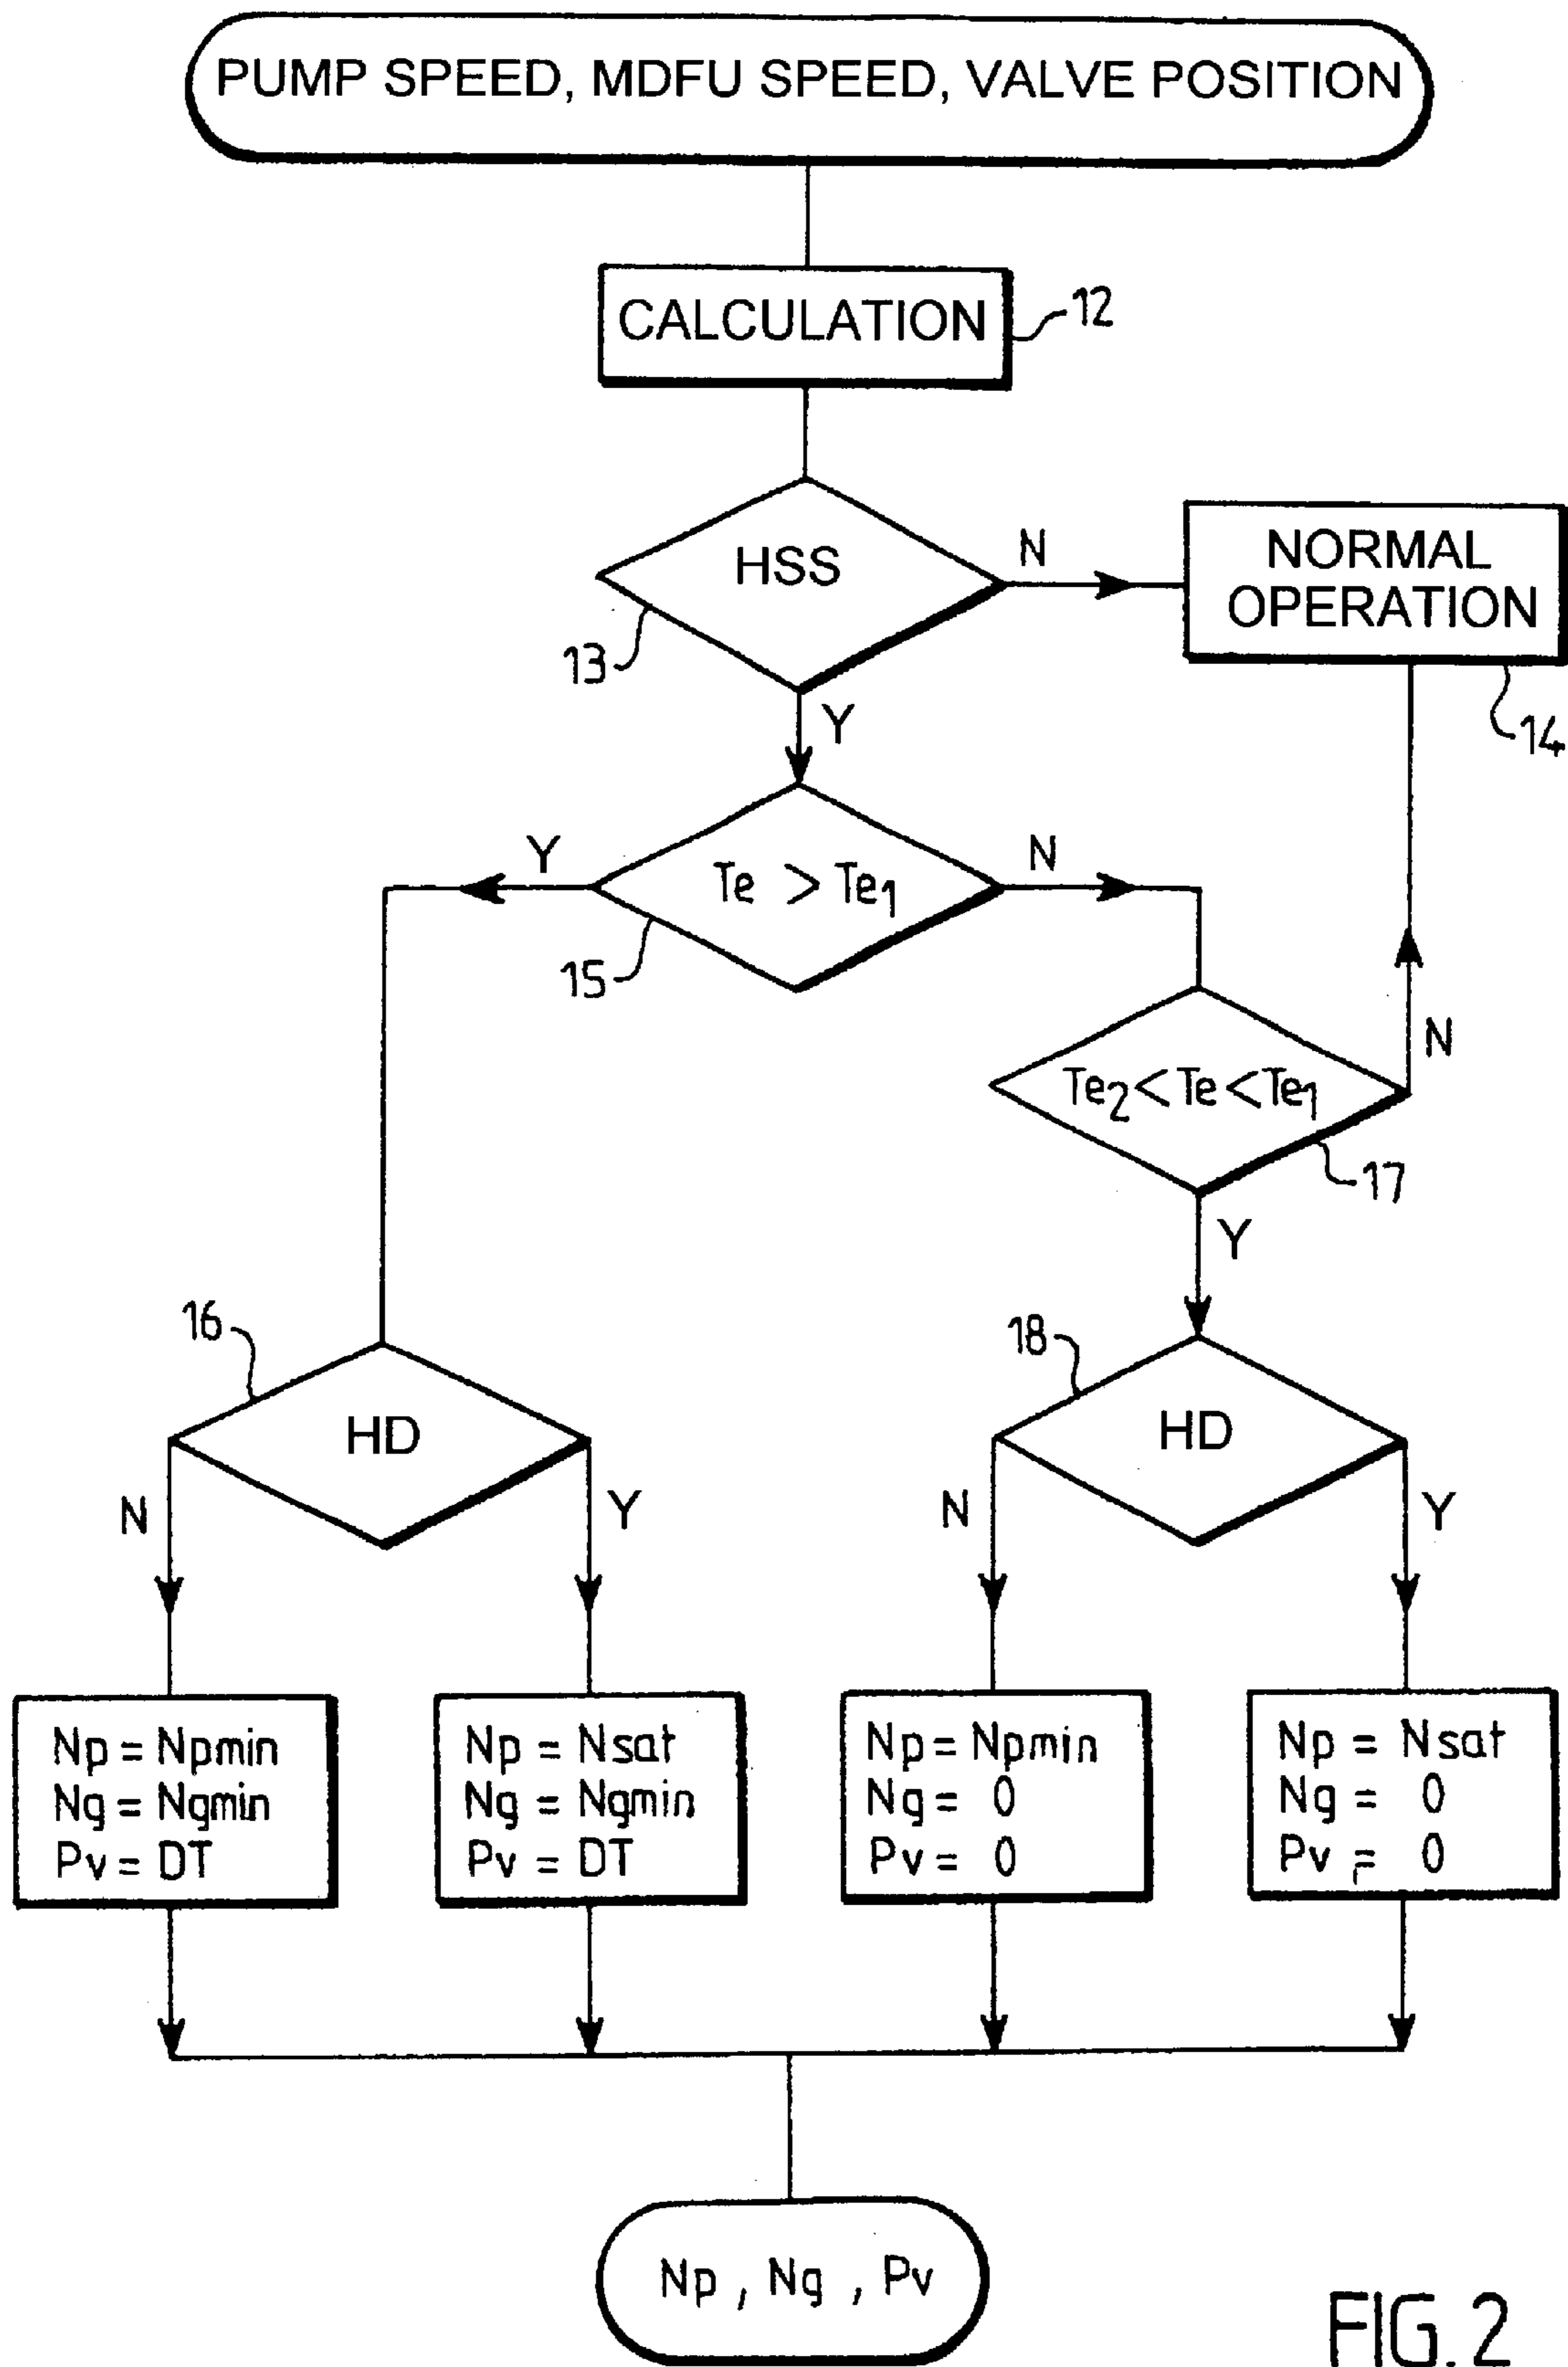 PUMP SPEED, MDFU SPEED, VALVE POSITION
CALCULATION
12
HSS
N
NORMAL
OPERATION
13
14
Y
Y
N
Te > Te1
15
N
Te2 < Te < Te1
17
Y
16
18
HD
HD
N
Y
N
Y
Np = Npmin
Ng = Ngmin
Pv = DT
Np = Nsat
Ng = Ngmin
Pv = DT
Np = Npmin
Ng = 0
Pv = 0
Np = Nsat
Ng = 0
Pv = 0
Np , Ng , Pv
FIG.2